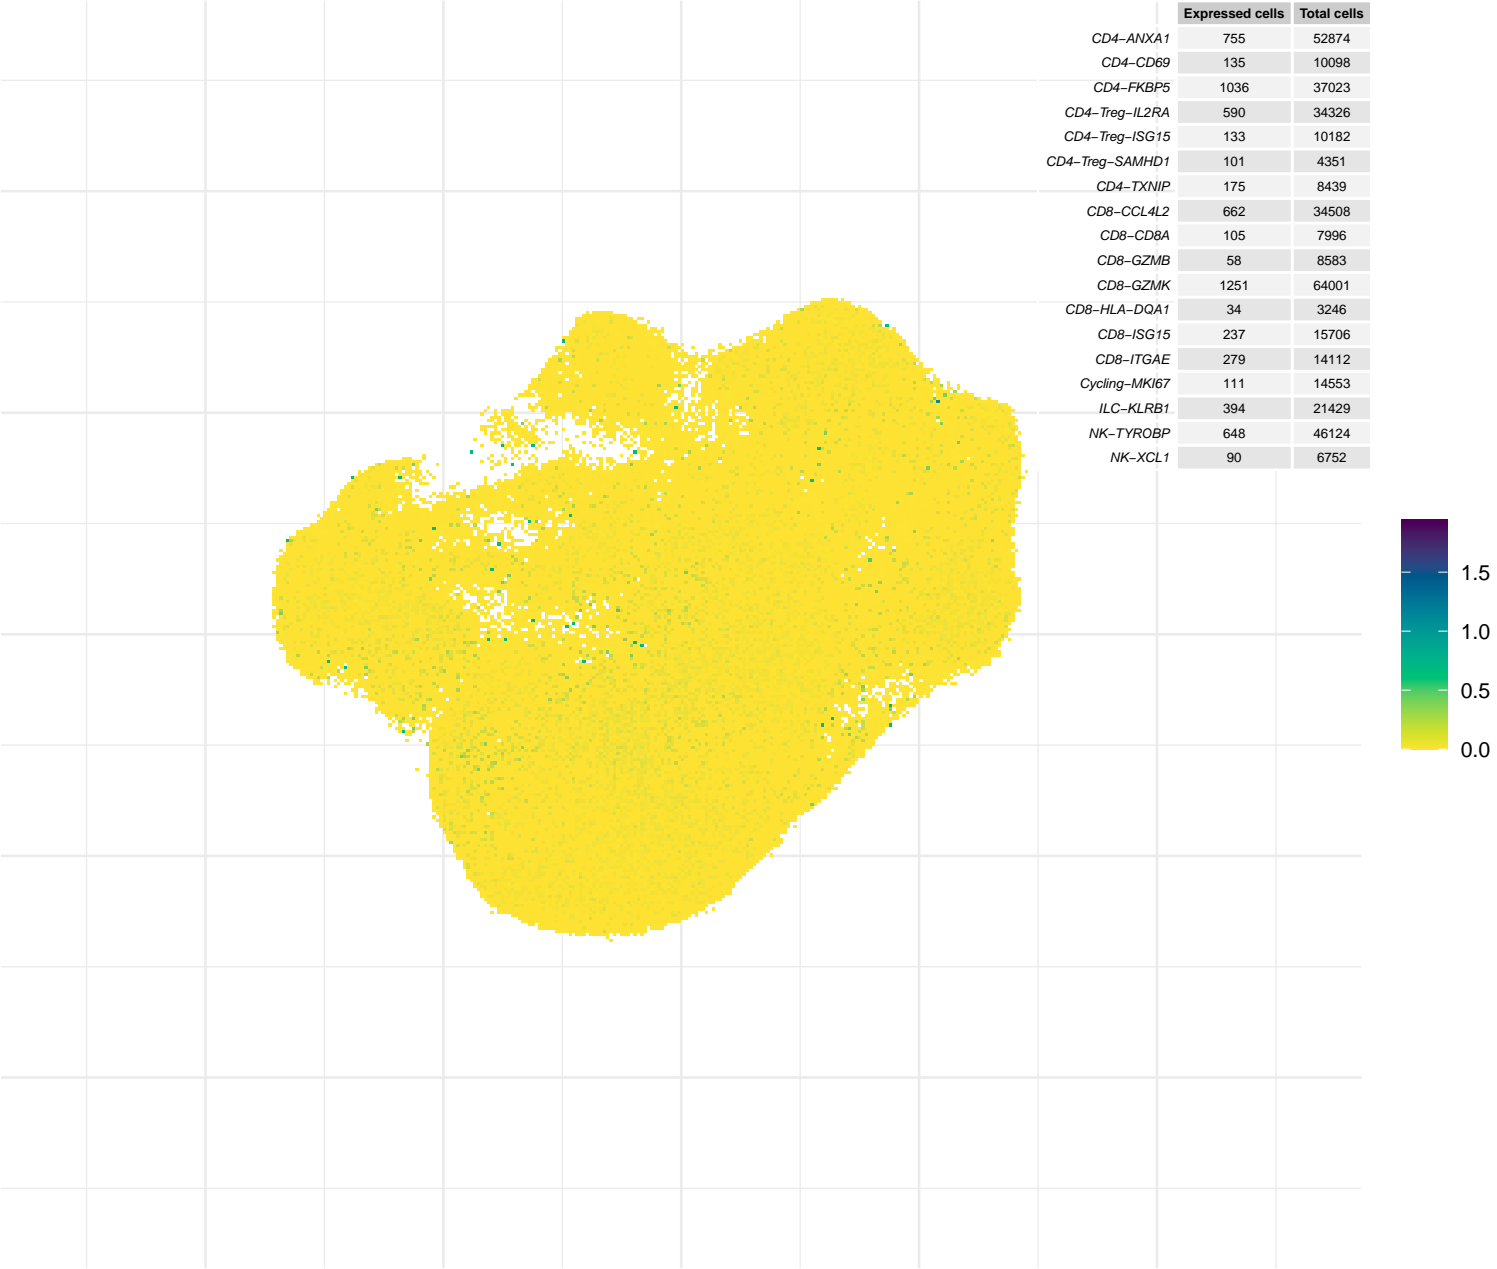 Expressed cells Total cells
CD4−ANXA1 755 52874
CD4−CD69 135 10098
CD4−FKBP5 1036 37023
CD4−Treg−IL2RA 590 34326
CD4−Treg−ISG15 133 10182
CD4−Treg−SAMHD1 101 4351
CD4−TXNIP 175 8439
CD8−CCL4L2 662 34508
CD8−CD8A 105 7996
CD8−GZMB 58 8583
CD8−GZMK 1251 64001
CD8−HLA−DQA1 34 3246
CD8−ISG15 237 15706
CD8−ITGAE 279 14112
Cycling−MKI67 111 14553
ILC−KLRB1 394 21429
NK−TYROBP 648 46124
NK−XCL1 90 6752
1.5
1.0
0.5
0.0